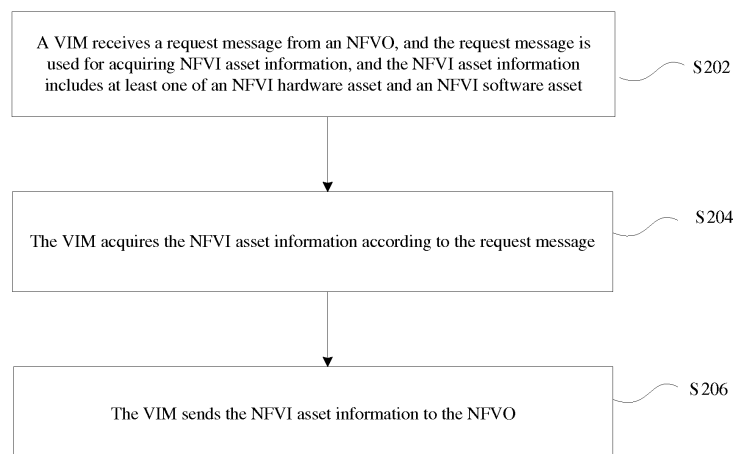 A VIM receives a request message from an NFVO, and the request message is
used for acquiring NFVI asset information, and the NFVI asset information
includes at least one of an NFVI hardware asset and an NFVI software asset
S202
The VIM acquires the NFVI asset information according to the request message
S204
The VIM sends the NFVI asset information to the NFVO
S206